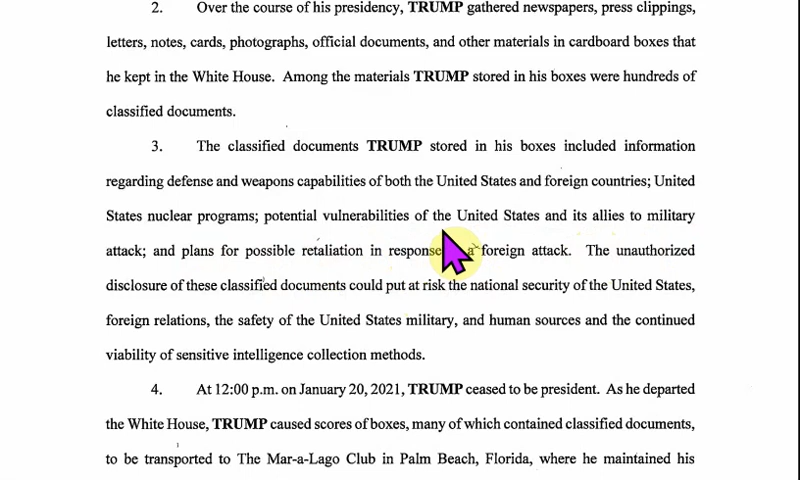 2. Over the course of his presidency, TRUMP gathered newspapers, press clippings,
letters, notes, cards, photographs, official documents, and other materials in cardboard boxes that
he kept in the White House. Among the materials TRUMP stored in his boxes were hundreds of
classified documents.
3. The classified documents TRUMP stored in his boxes included information
regarding defense and weapons capabilities of both the United States and foreign countries; United
States nuclear programs; potential vulnerabilities of the United States and its allies to military
attack; and plans for possible retaliation in response a foreign attack. The unauthorized
disclosure of these classified documents could put at risk the national security of the United States,
foreign relations, the safety of the United States military, and human sources and the continued
viability of sensitive intelligence collection methods.
4. At 12:00 p.m. on January 20, 2021, TRUMP ceased to be president. As he departed
the White House, TRUMP caused scores of boxes, many of which contained classified documents,
to be transported to The Mar-a-Lago Club in Palm Beach, Florida, where he maintained his